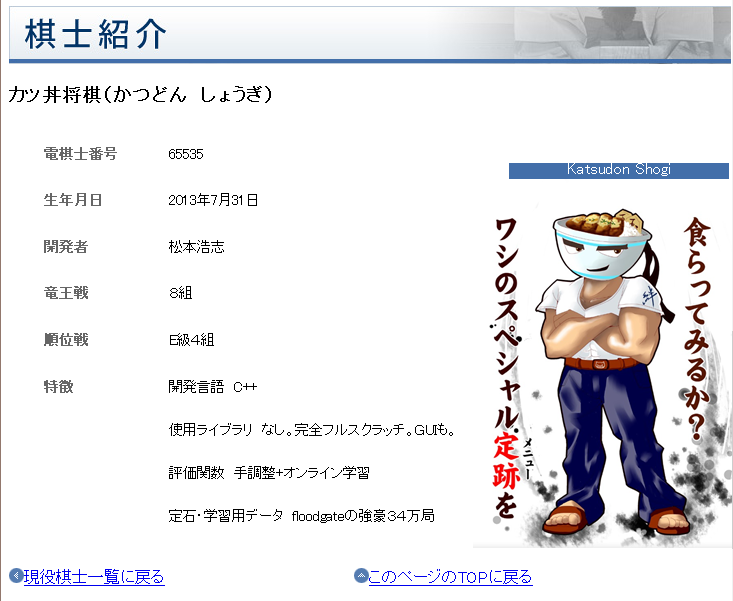 棋士紹介
カツ丼将棋(かつどん しょうぎ)
電棋士番号 65535
生年月日 2013年7月31日
開発者 松本浩志
竜王戦 8組
順位戦 E級4組
特徴 開発言語 C++
使用ライブラリ なし。完全フルスクラッチ。GUIも。
評価関数 手調整+オンライン学習
定石・学習用データ floodgateの強豪34万局
Katsudon Shogi
食らってみるか?
ワシのスペシャル定跡を
メニュー
絆
現役棋士一覧に戻る
このページのTOPに戻る